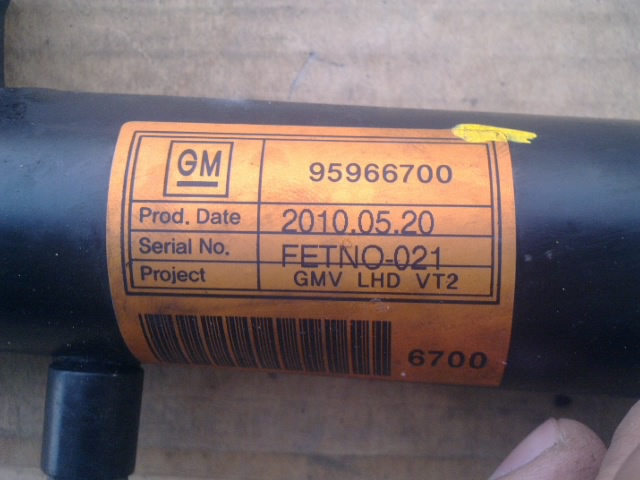 GM 95966700
Prod. Date 2010.05.20
Serial No. FETNO-021
Project GMV LHD VT2
6700